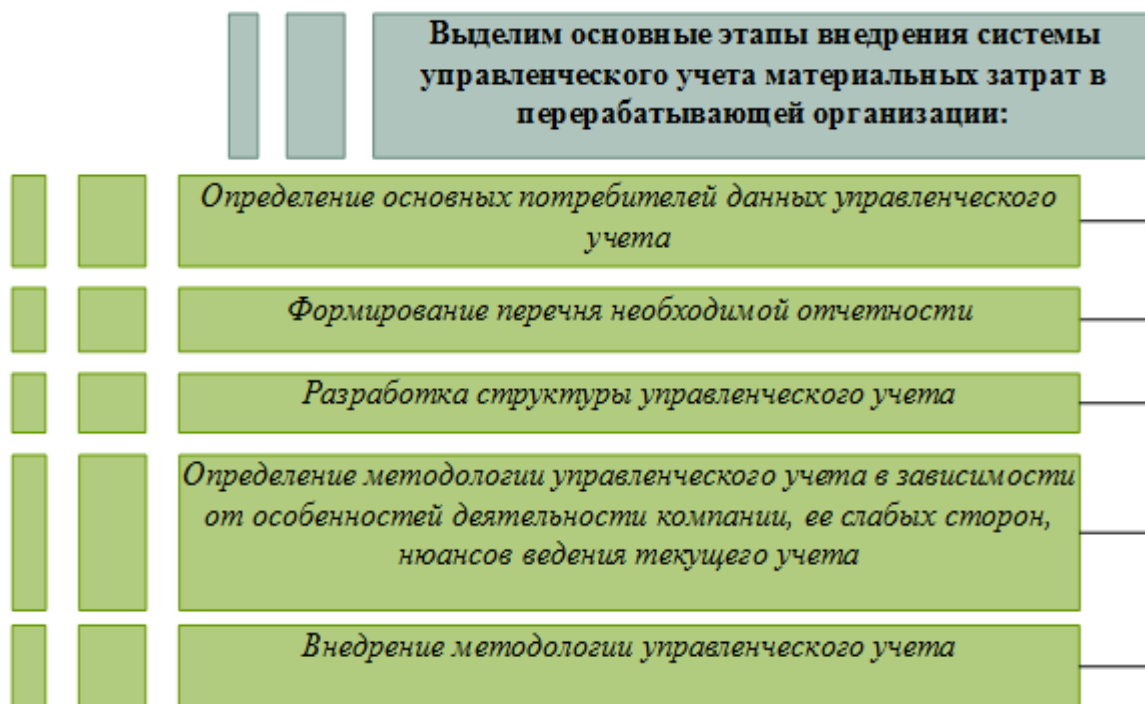 Выделим основные этапы внедрения системы
управленческого учета материальных затрат в
перерабатывающей организации:
Определение основных потребителей данных управленческого
учета
Формирование перечня необходимой отчетности
Разработка структуры управленческого учета
Определение методологии управленческого учета в зависимости
от особенностей деятельности компании, ее слабых сторон,
нюансов ведения текущего учета
Внедрение методологии управленческого учета